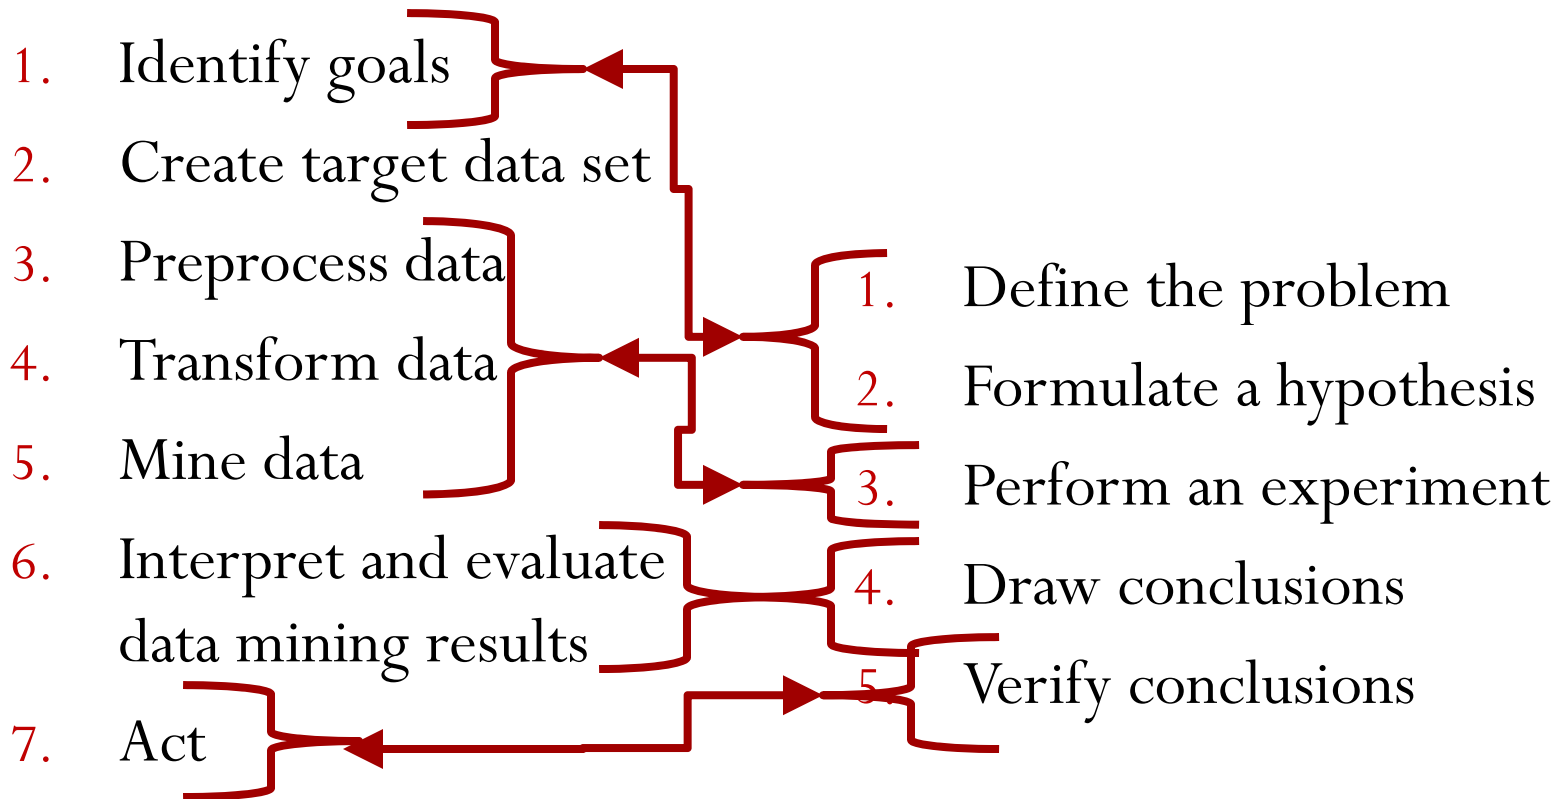 1. Identify goals
2. Create target data set
3. Preprocess data
4. Transform data
5. Mine data
6. Interpret and evaluate
data mining results
7. Act
1. Define the problem
2. Formulate a hypothesis
3. Perform an experiment
4. Draw conclusions
5. Verify conclusions